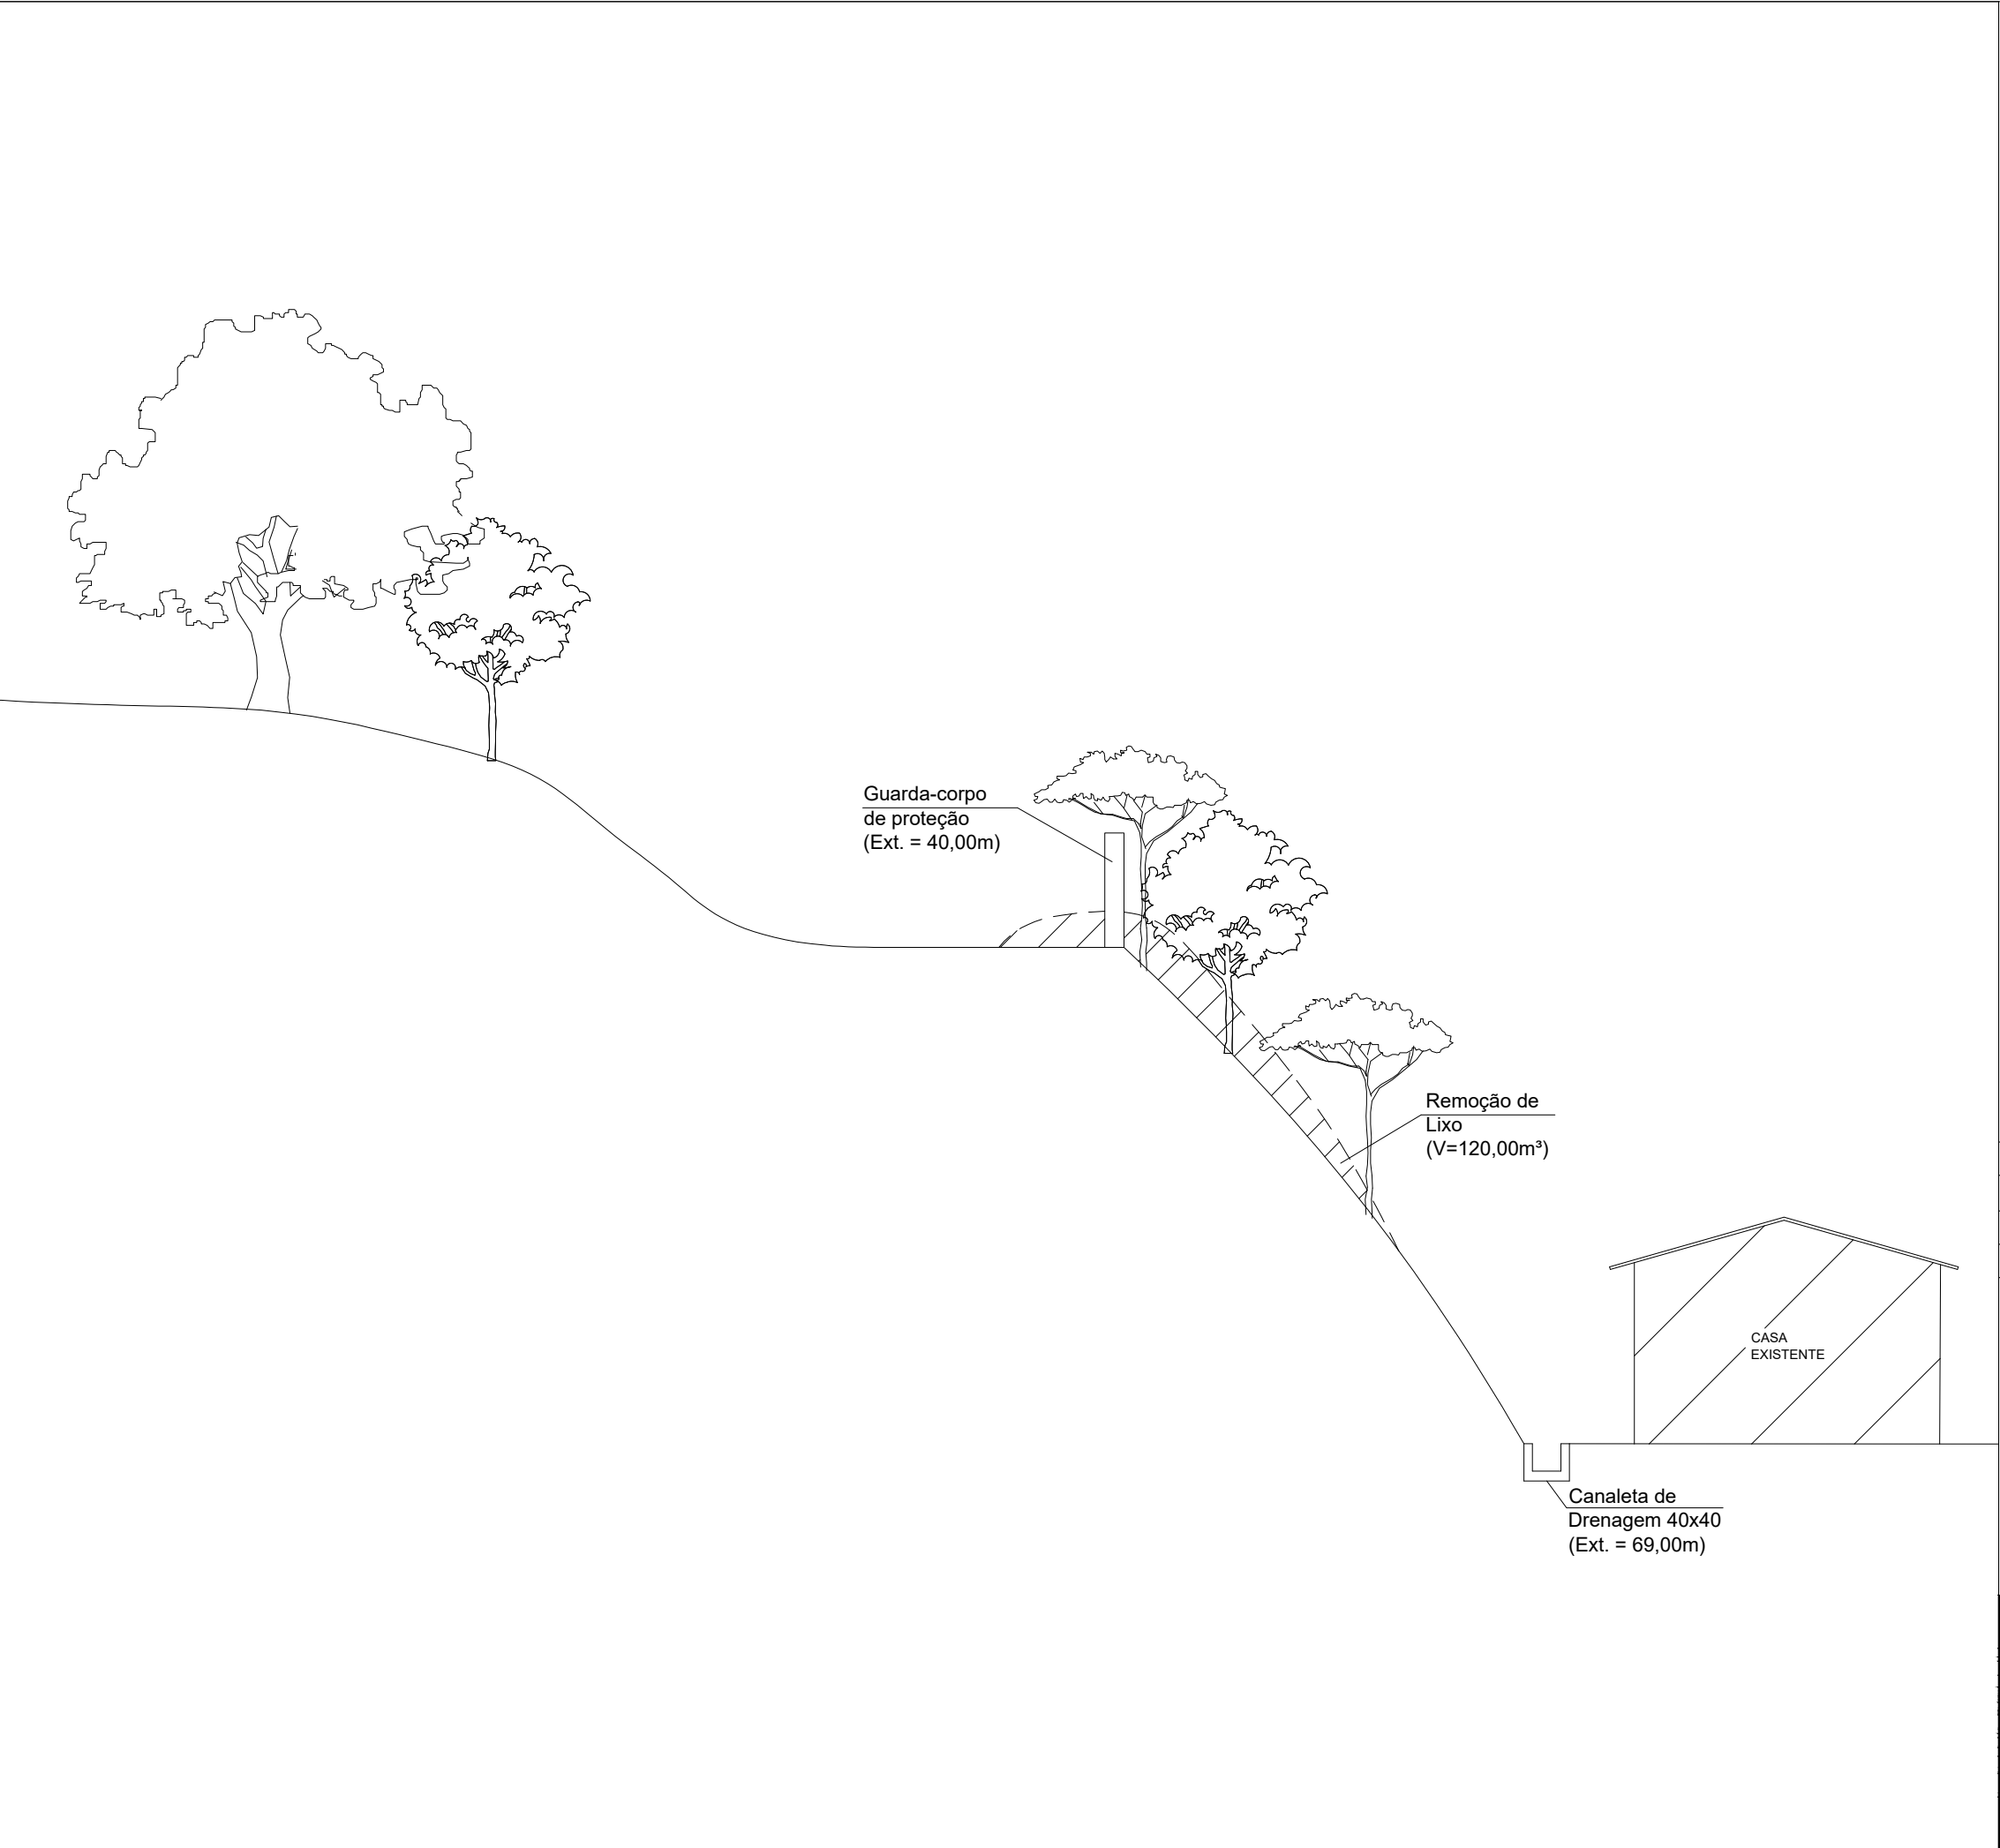 Guarda-corpo
de proteção
(Ext. = 40,00m)
Remoção de
Lixo
(V=120,00m³)
CASA
EXISTENTE
Canaleta de
Drenagem 40x40
(Ext. = 69,00m)